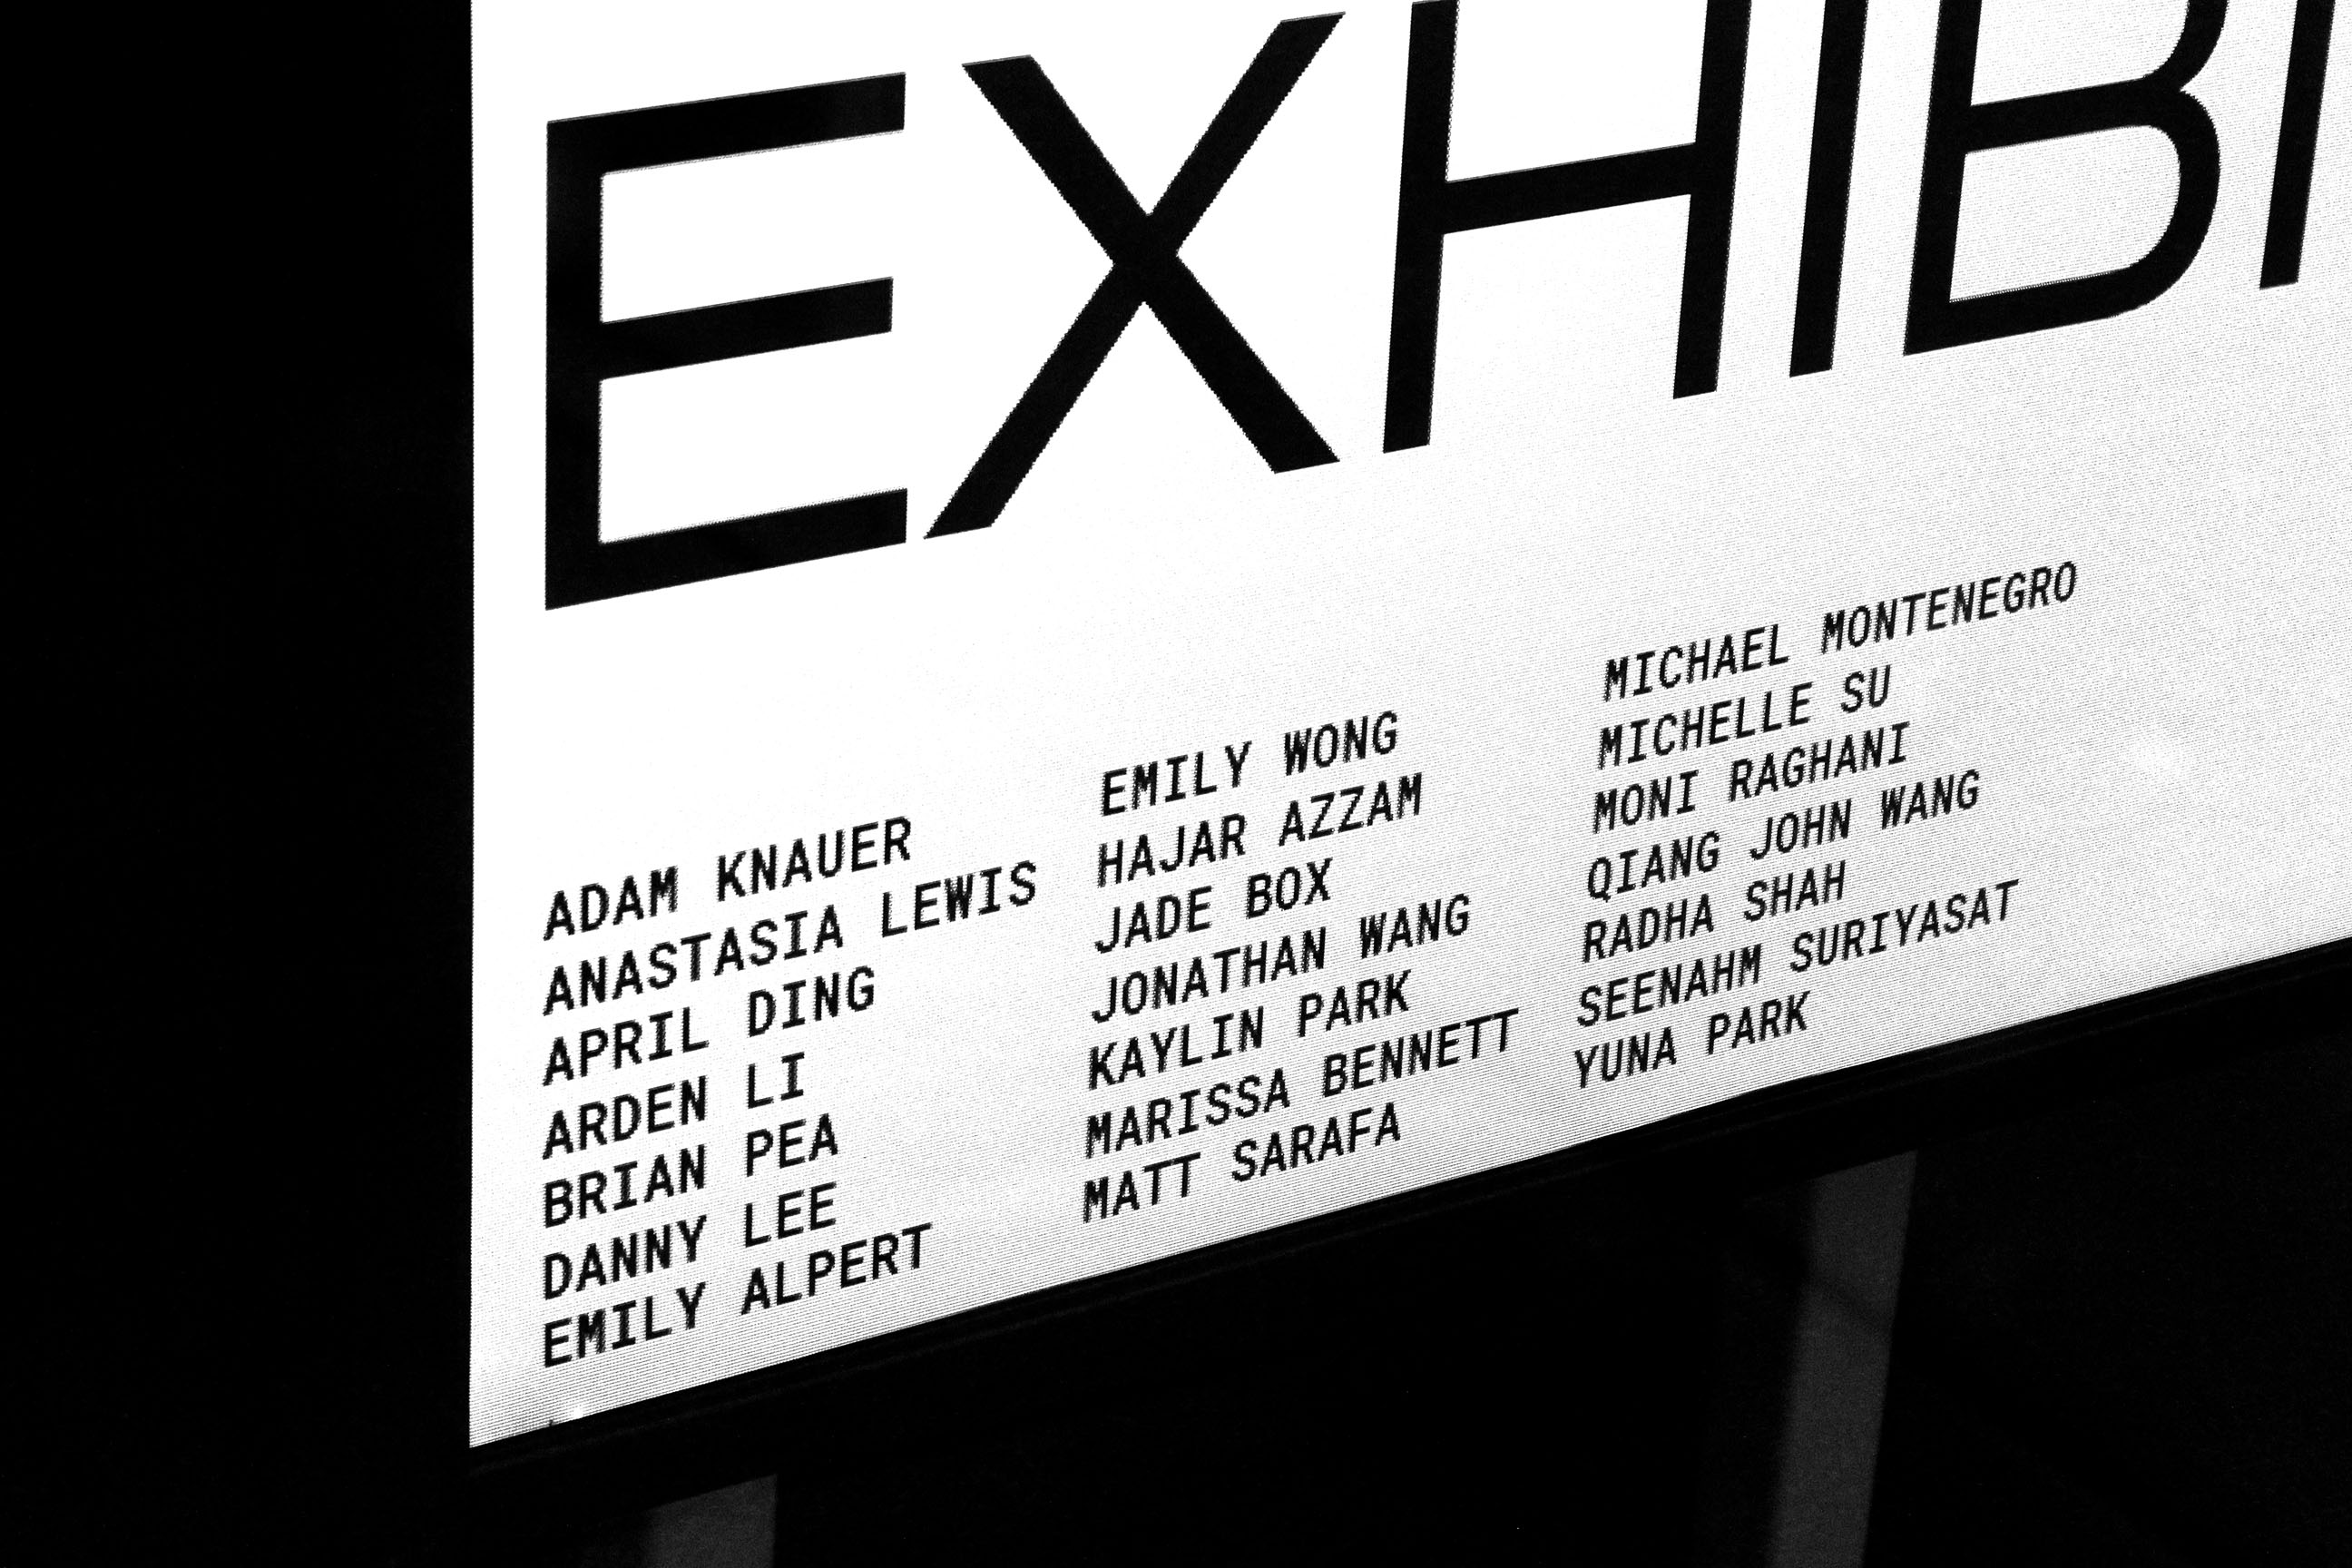 EXHIBI
ADAM KNAUER
ANASTASIA LEWIS
APRIL DING
ARDEN LI
BRIAN PEA
DANNY LEE
EMILY ALPERT
EMILY WONG
HAJAR AZZAM
JADE BOX
JONATHAN WANG
KAYLIN PARK
MARISSA BENNETT
MATT SARAFA
MICHAEL MONTENEGRO
MICHELLE SU
MONI RAGHANI
QIANG JOHN WANG
RADHA SHAH
SEENAHM SURIYASAT
YUNA PARK